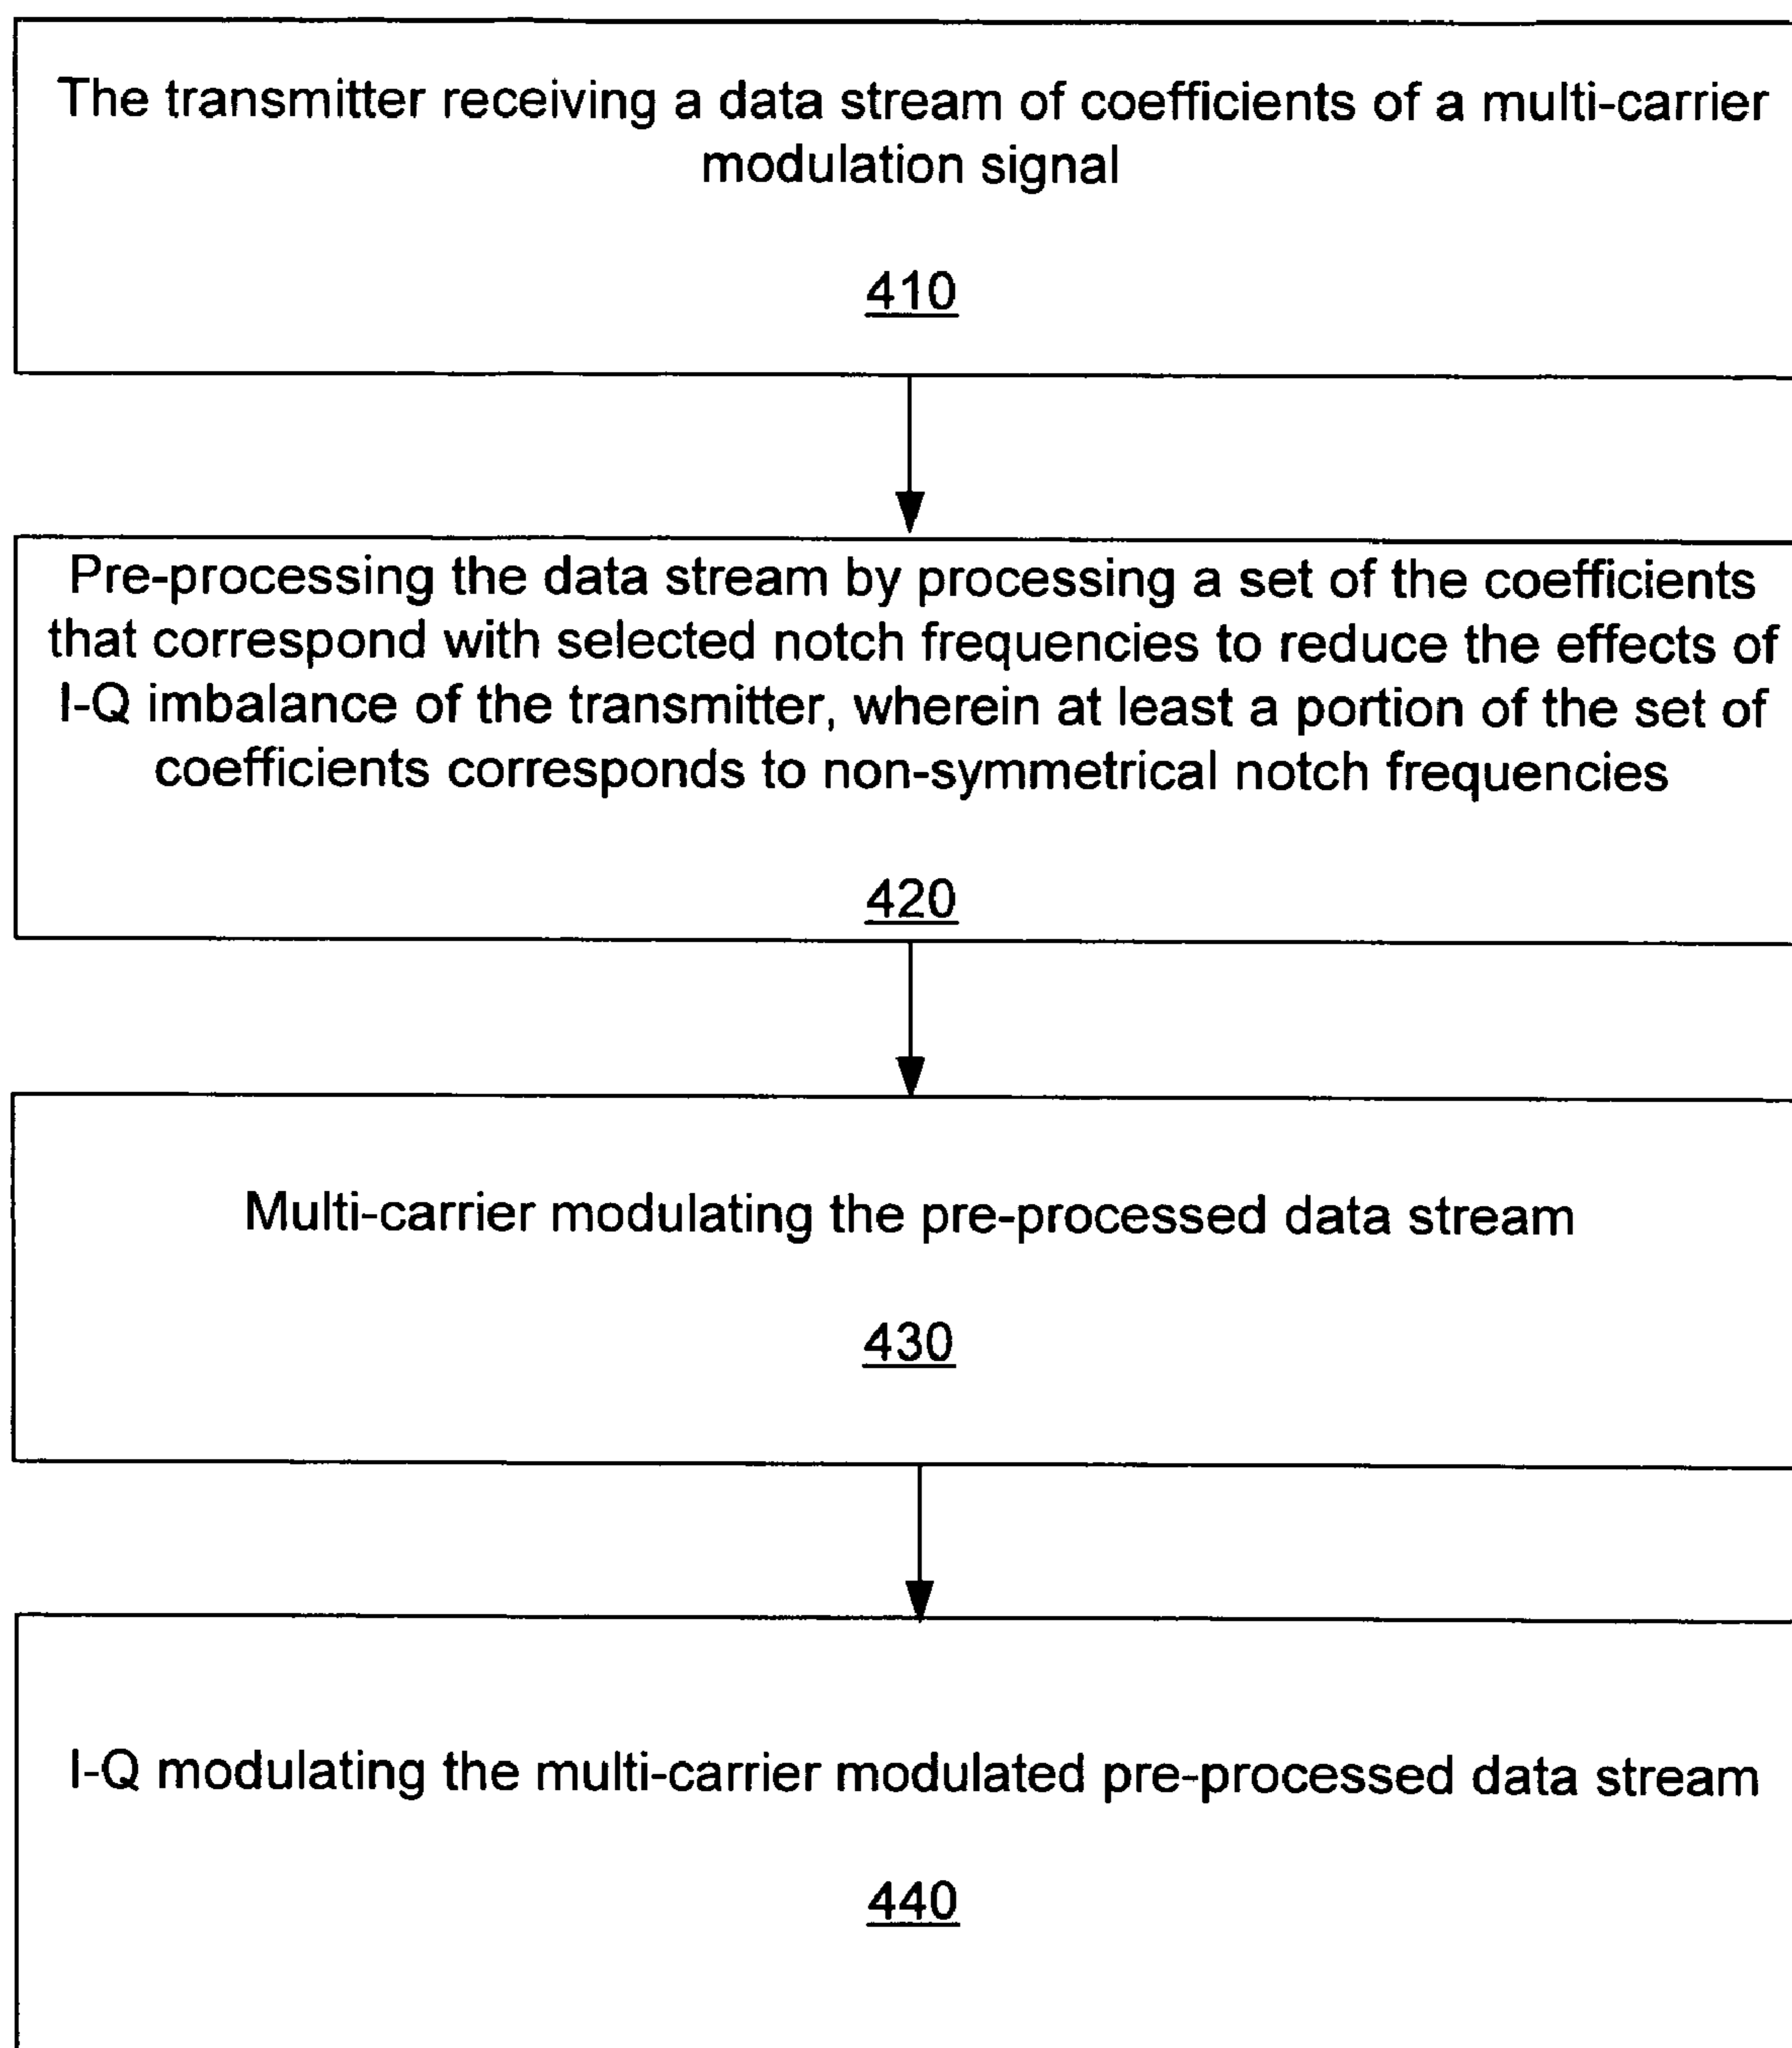 The transmitter receiving a data stream of coefficients of a multi-carrier
modulation signal
410
Pre-processing the data stream by processing a set of the coefficients
that correspond with selected notch frequencies to reduce the effects of
I-Q imbalance of the transmitter, wherein at least a portion of the set of
coefficients corresponds to non-symmetrical notch frequencies
420
Multi-carrier modulating the pre-processed data stream
430
I-Q modulating the multi-carrier modulated pre-processed data stream
440